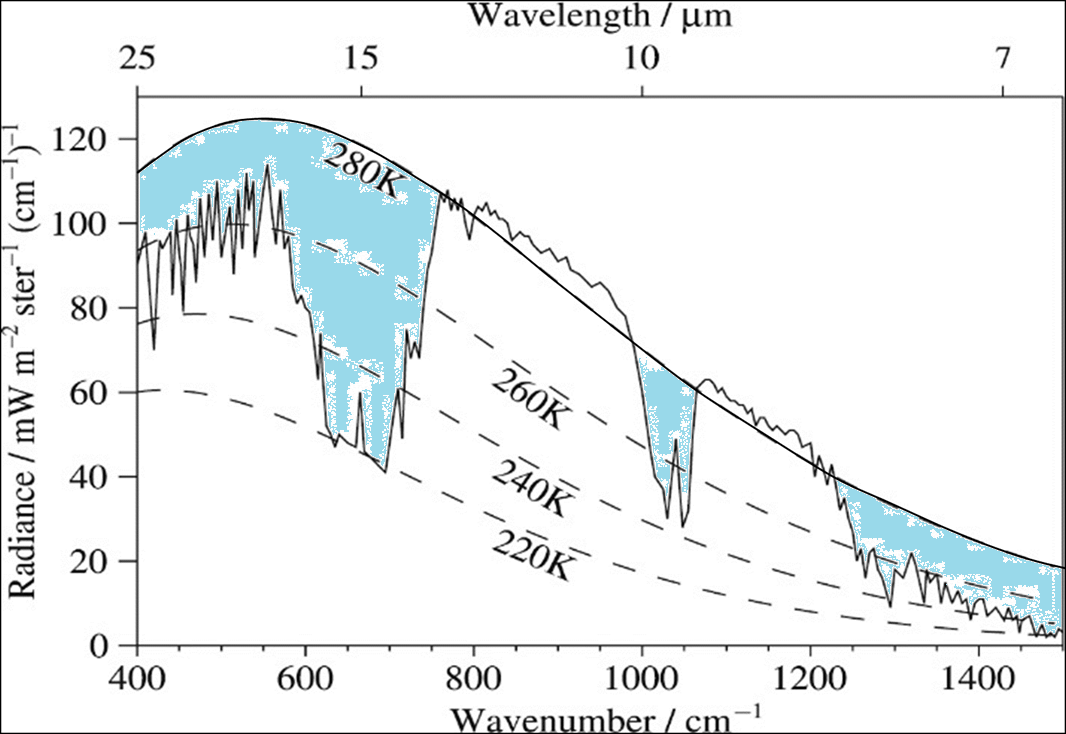 Wavelength / μm
25 15 10 7
Radiance / mW m⁻² ster⁻¹ (cm⁻¹)⁻¹
120
100
80
60
40
20
0
280K
260K
240K
220K
400 600 800 1000 1200 1400
Wavenumber / cm⁻¹